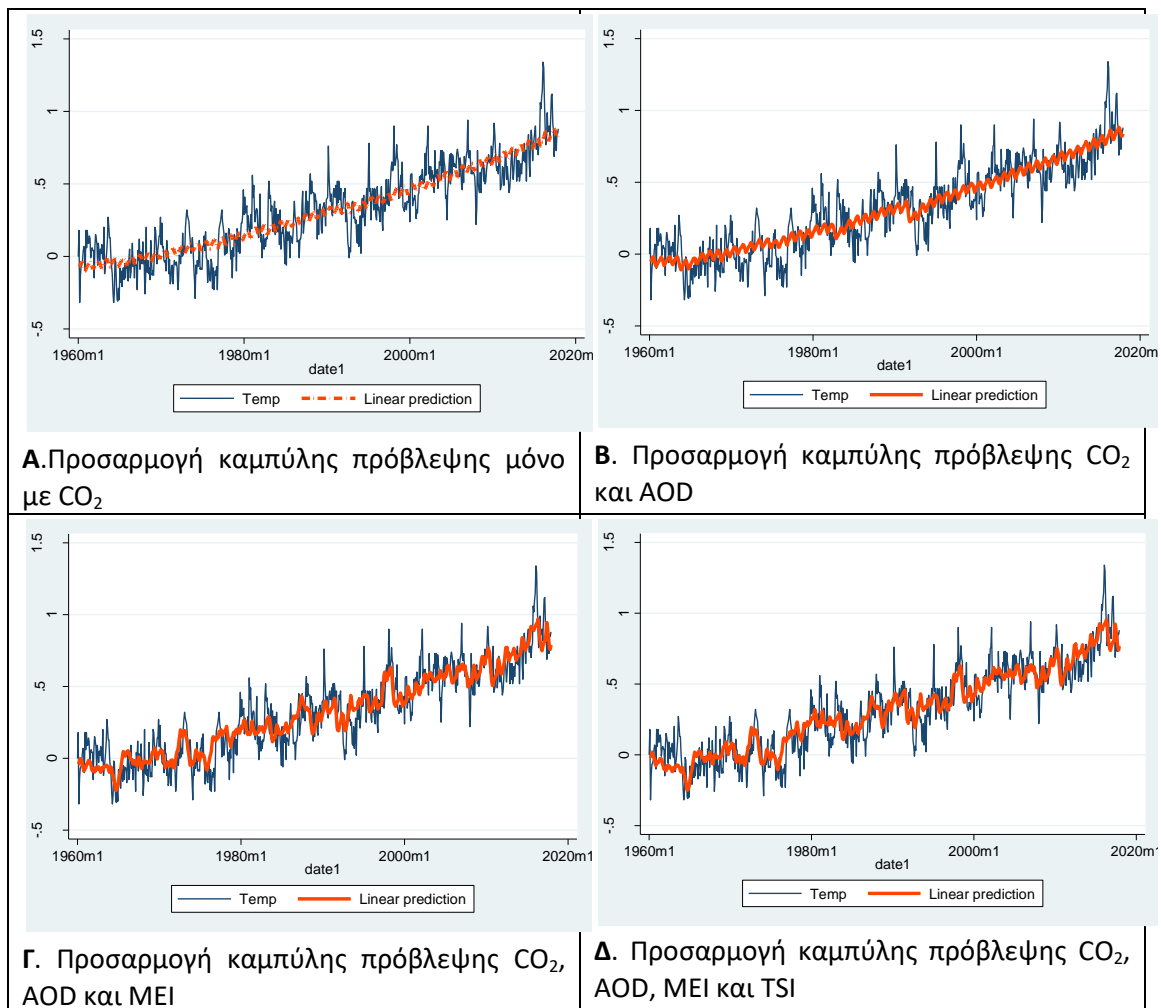 1.5
1
.5
0
-.5
1960m1 1980m1 2000m1 2020m
date1
Temp Linear prediction
Α.Προσαρμογή καμπύλης πρόβλεψης μόνο
με CO₂
1.5
1
.5
0
-.5
1960m1 1980m1 2000m1 2020m
date1
Temp Linear prediction
Β. Προσαρμογή καμπύλης πρόβλεψης CO₂
και AOD
1.5
1
.5
0
-.5
1960m1 1980m1 2000m1 2020m1
date1
Temp Linear prediction
Γ. Προσαρμογή καμπύλης πρόβλεψης CO₂,
AOD και MEI
1.5
1
.5
0
-.5
1960m1 1980m1 2000m1 2020m
date1
Temp Linear prediction
Δ. Προσαρμογή καμπύλης πρόβλεψης CO₂,
AOD, MEI και TSI